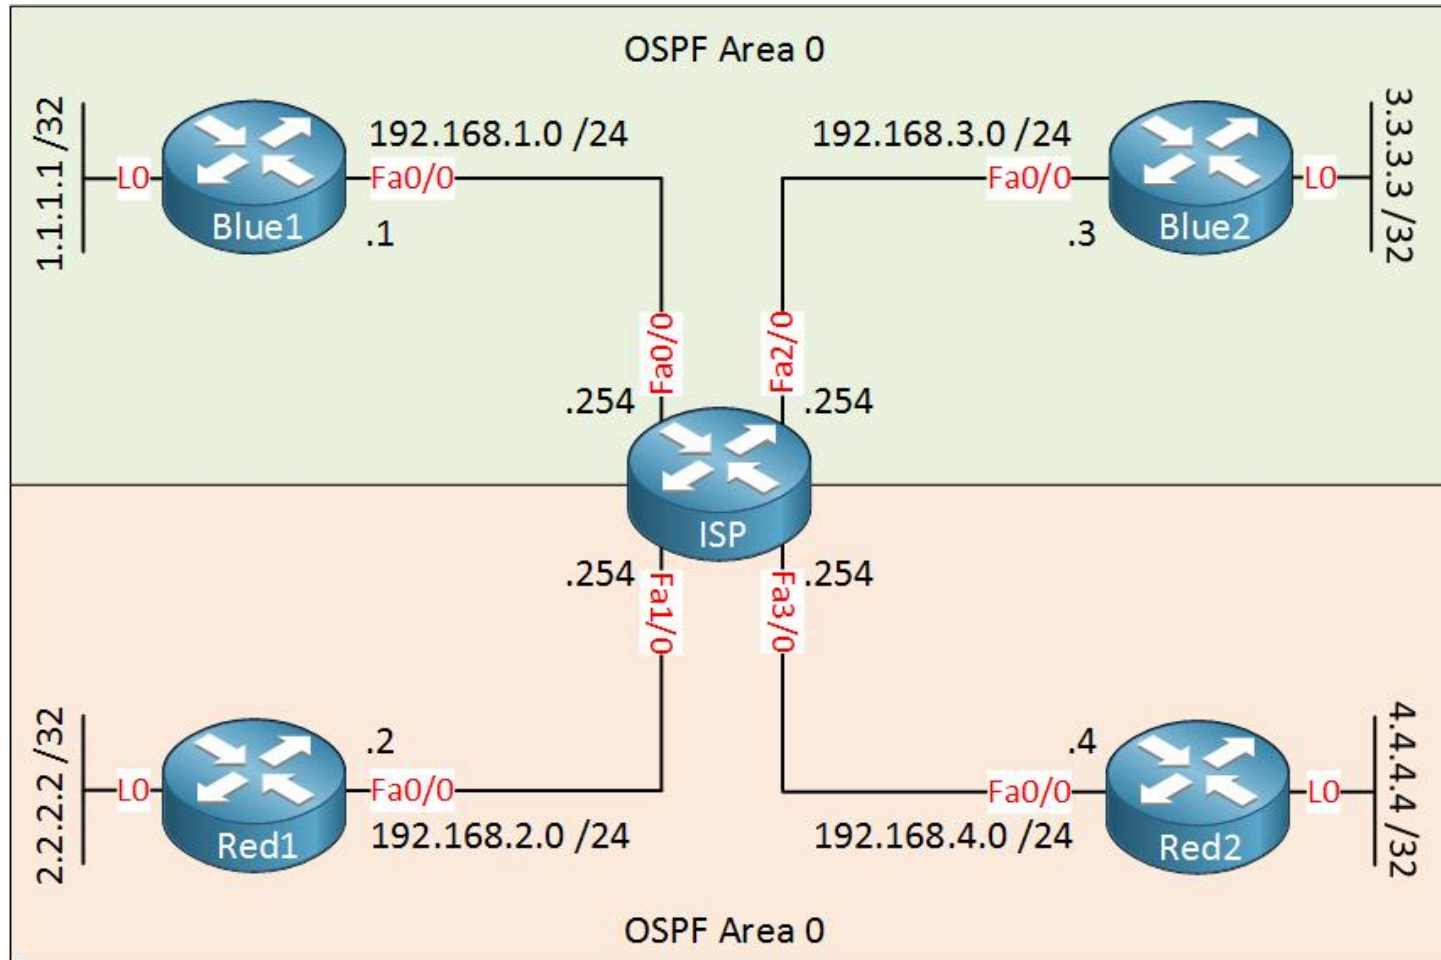 OSPF Area 0
1.1.1.1 /32
L0
Blue1
192.168.1.0 /24
Fa0/0
.1
192.168.3.0 /24
Fa0/0
.3
Blue2
L0
3.3.3.3 /32
Fa0/0
.254
Fa2/0
.254
ISP
.254
Fa1/0
Fa3/0
.254
2.2.2.2 /32
L0
Red1
.2
Fa0/0
192.168.2.0 /24
.4
Fa0/0
192.168.4.0 /24
Red2
L0
4.4.4.4 /32
OSPF Area 0